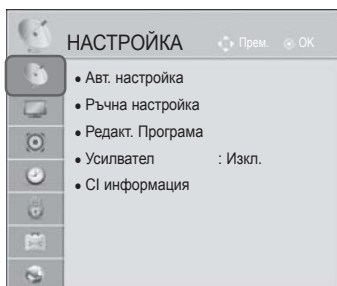 НАСТРОЙКА Прем. OK
• Авт. настройка
• Ръчна настройка
• Редакт. Програма
• Усилвател : Изкл.
• CI информация